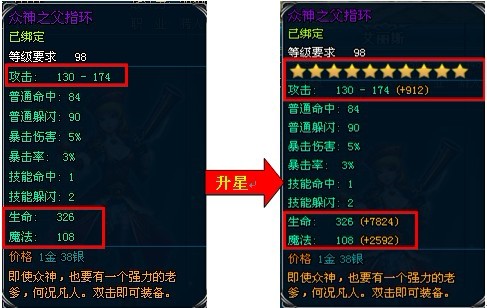 众神之父指环
已绑定
等级要求 98
攻击: 130 - 174
普通命中: 84
普通躲闪: 90
暴击伤害: 5%
暴击率: 3%
技能命中: 1
技能躲闪: 2
生命: 326
魔法: 108
价格 1金 38银
即使众神，也要有一个强力的老
爹，何况凡人。双击即可装备。
升星
众神之父指环
已绑定
等级要求 98
攻击: 130 - 174 (+912)
普通命中: 84
普通躲闪: 90
暴击伤害: 5%
暴击率: 3%
技能命中: 1
技能躲闪: 2
生命: 326 (+7824)
魔法: 108 (+2592)
价格 1金 38银
即使众神，也要有一个强力的老
爹，何况凡人。双击即可装备。